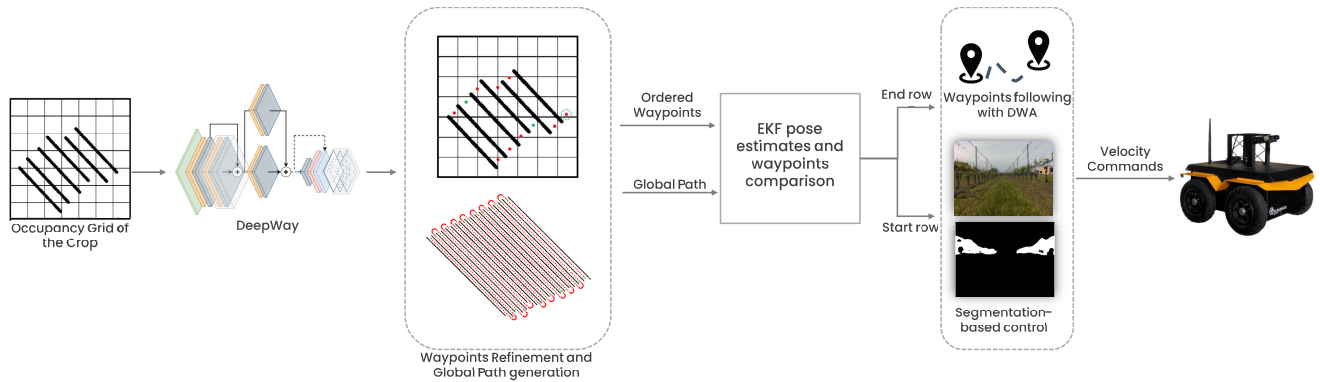 Occupancy Grid of
the Crop
DeepWay
Waypoints Refinement and
Global Path generation
Ordered
Waypoints
Global Path
EKF pose
estimates and
waypoints
comparison
End row
Start row
Waypoints following
with DWA
Segmentation-
based control
Velocity
Commands